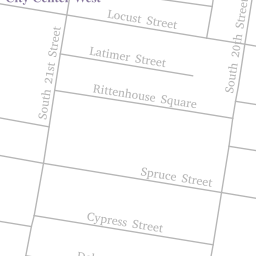 City Center West
Locust Street
South 20th Street
South 21st Street
Latimer Street
Rittenhouse Square
Spruce Street
Cypress Street